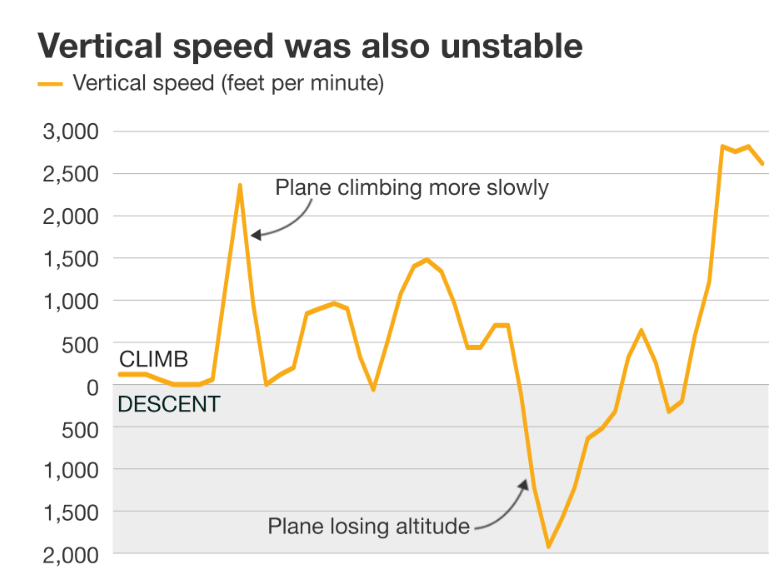 Vertical speed was also unstable
Vertical speed (feet per minute)
3,000
2,500
Plane climbing more slowly
2,000
1,500
1,000
500
CLIMB
0
DESCENT
500
1,000
1,500
Plane losing altitude
2,000